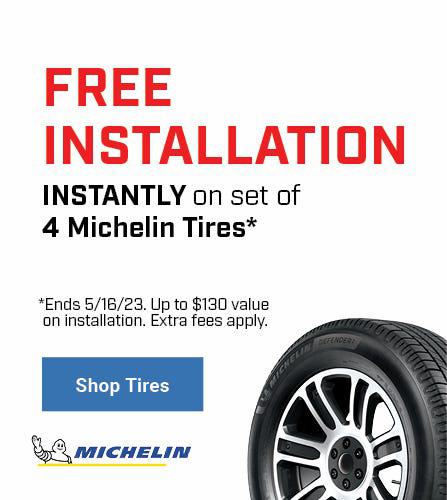 FREE
INSTALLATION
INSTANTLY on set of
4 Michelin Tires*
*Ends 5/16/23. Up to $130 value
on installation. Extra fees apply.
Shop Tires
MICHELIN
MICHELIN
DEFENDER2